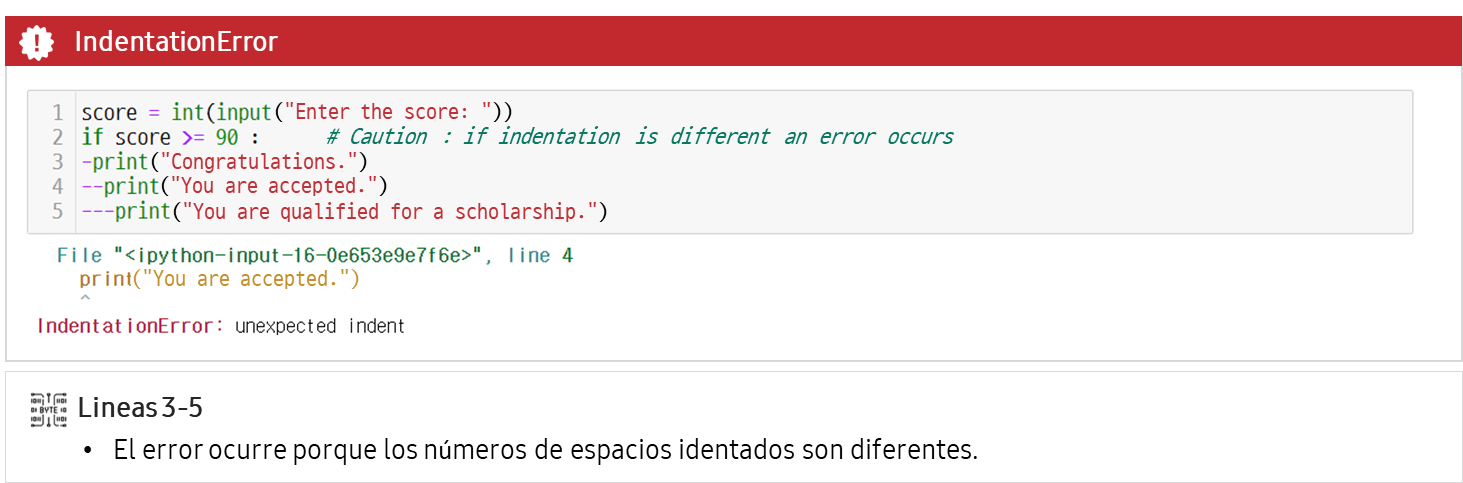 IndentationError
1 score = int(input("Enter the score: "))
2 if score >= 90 :      # Caution : if indentation is different an error occurs
3 -print("Congratulations.")
4 --print("You are accepted.")
5 ---print("You are qualified for a scholarship.")
File "<ipython-input-16-0e653e9e7f6e>", line 4
print("You are accepted.")
^
IndentationError: unexpected indent
BYTE
Lineas 3-5
• El error ocurre porque los números de espacios identados son diferentes.